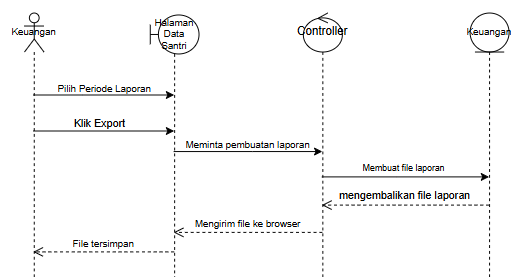 Keuangan
Halaman
Data
Santri
Controller
Keuangan
Pilih Periode Laporan
Klik Export
Meminta pembuatan laporan
Membuat file laporan
mengembalikan file laporan
Mengirim file ke browser
File tersimpan